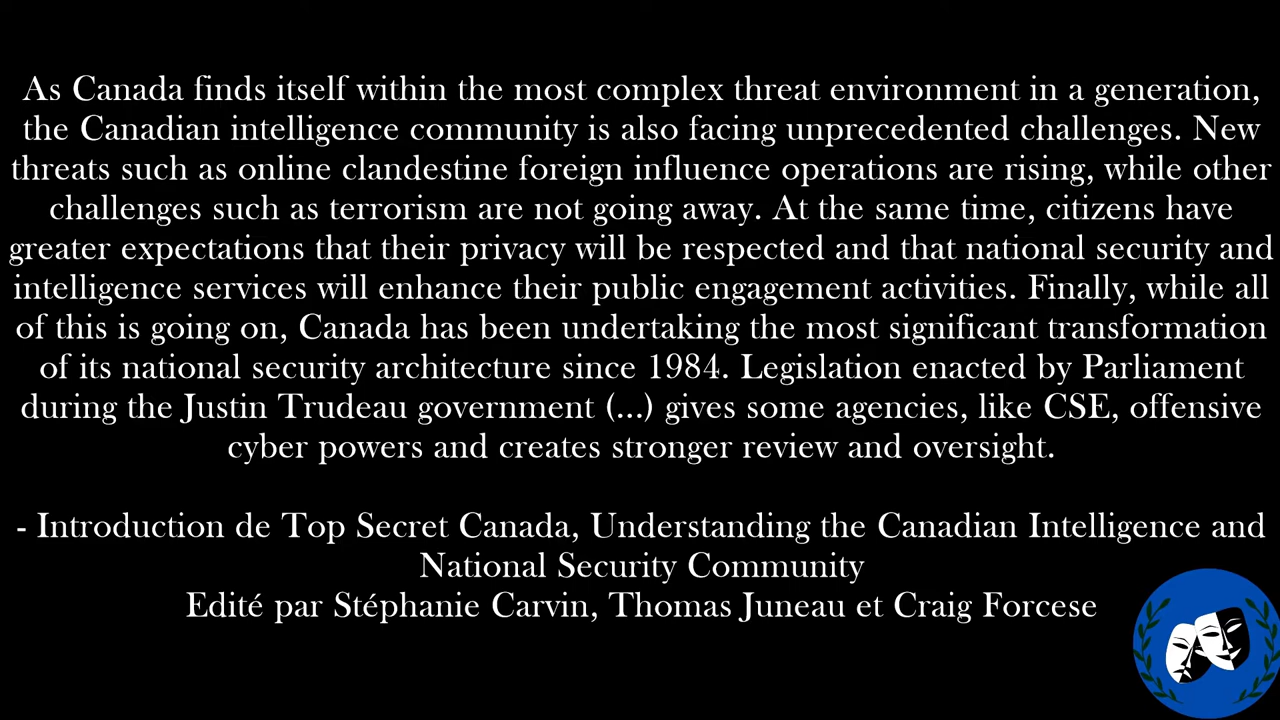 As Canada finds itself within the most complex threat environment in a generation,
the Canadian intelligence community is also facing unprecedented challenges. New
threats such as online clandestine foreign influence operations are rising, while other
challenges such as terrorism are not going away. At the same time, citizens have
greater expectations that their privacy will be respected and that national security and
intelligence services will enhance their public engagement activities. Finally, while all
of this is going on, Canada has been undertaking the most significant transformation
of its national security architecture since 1984. Legislation enacted by Parliament
during the Justin Trudeau government (...) gives some agencies, like CSE, offensive
cyber powers and creates stronger review and oversight.
- Introduction de Top Secret Canada, Understanding the Canadian Intelligence and
National Security Community
Edité par Stéphanie Carvin, Thomas Juneau et Craig Forcese